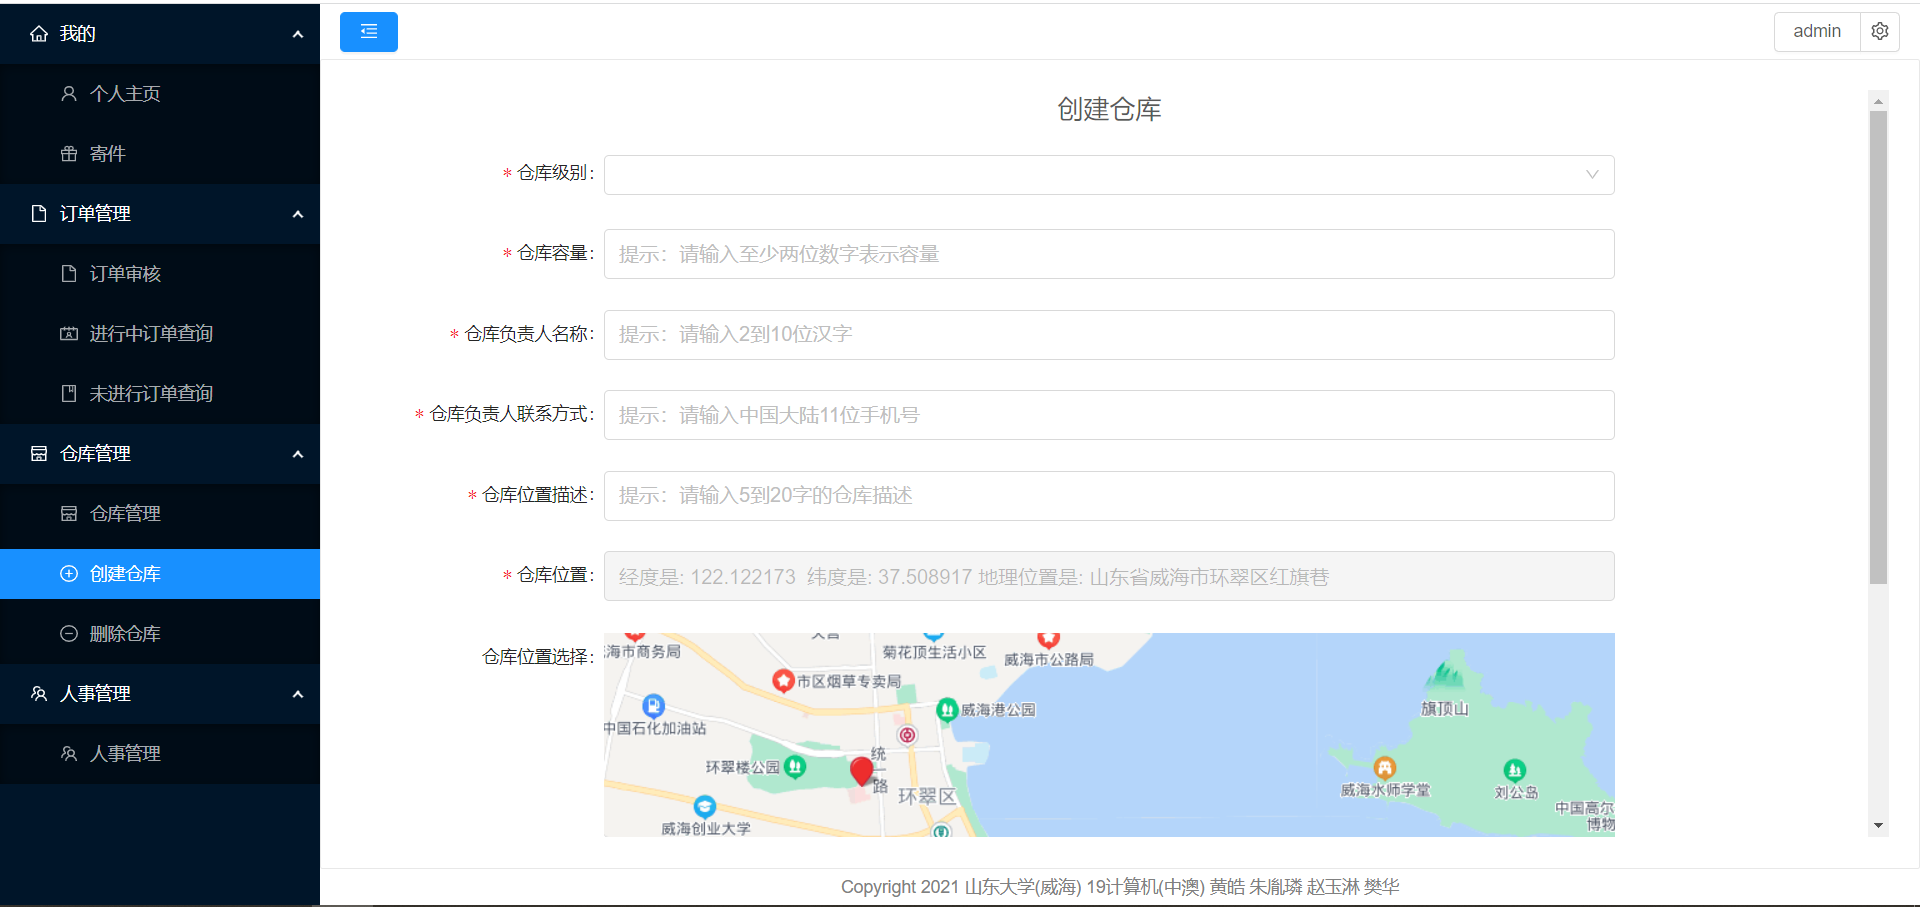 我的
个人主页
寄件
订单管理
订单审核
进行中订单查询
未进行订单查询
仓库管理
仓库管理
创建仓库
删除仓库
人事管理
人事管理
admin
创建仓库
* 仓库级别:
* 仓库容量:
提示：请输入至少两位数字表示容量
* 仓库负责人名称:
提示：请输入2到10位汉字
* 仓库负责人联系方式:
提示：请输入中国大陆11位手机号
* 仓库位置描述:
提示：请输入5到20字的仓库描述
* 仓库位置:
经度是: 122.122173 纬度是: 37.508917 地理位置是: 山东省威海市环翠区红旗巷
仓库位置选择:
海市商务局
菊花顶生活小区
威海市公路局
市区烟草专卖局
中国石化加油站
威海港公园
旗顶山
环翠楼公园
统一路
环翠区
威海水师学堂
刘公岛
中国高尔
博物
威海创业大学
Copyright 2021 山东大学(威海) 19计算机(中澳) 黄皓 朱胤璘 赵玉淋 樊华